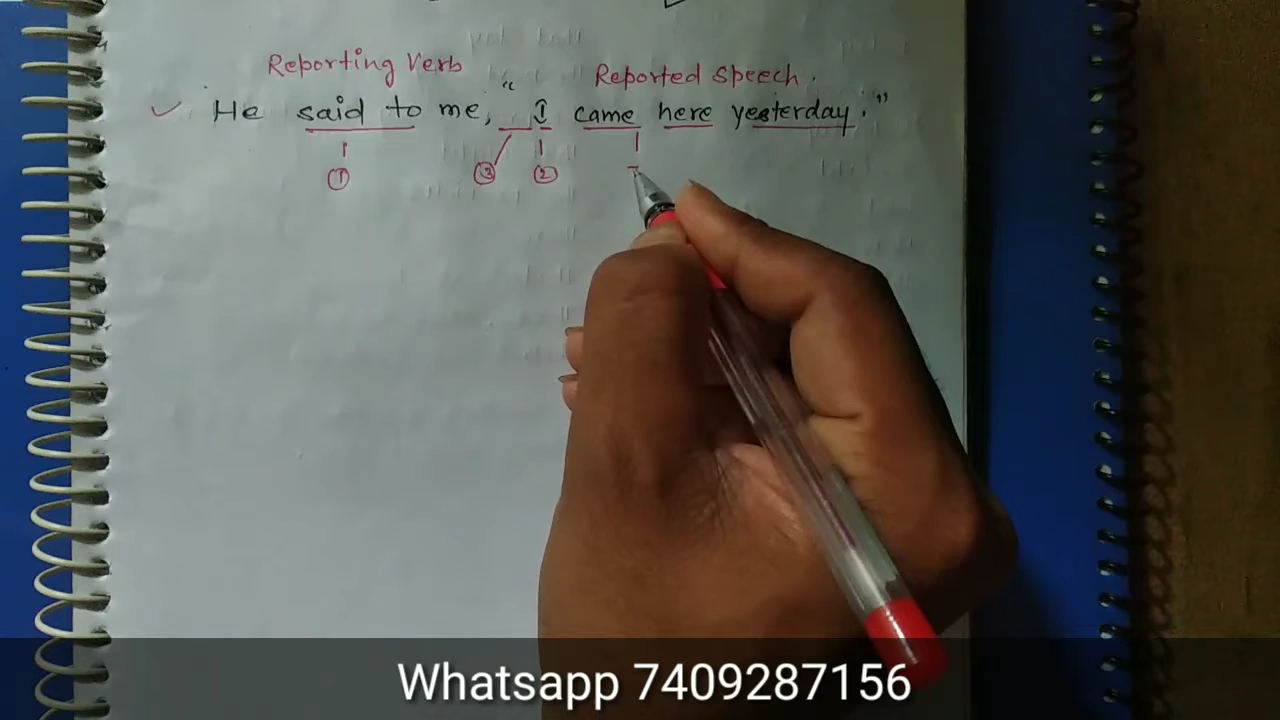 Reporting Verb Reported Speech.
✓ He said to me, “ I came here yesterday.”
① ③ ②
Whatsapp 7409287156